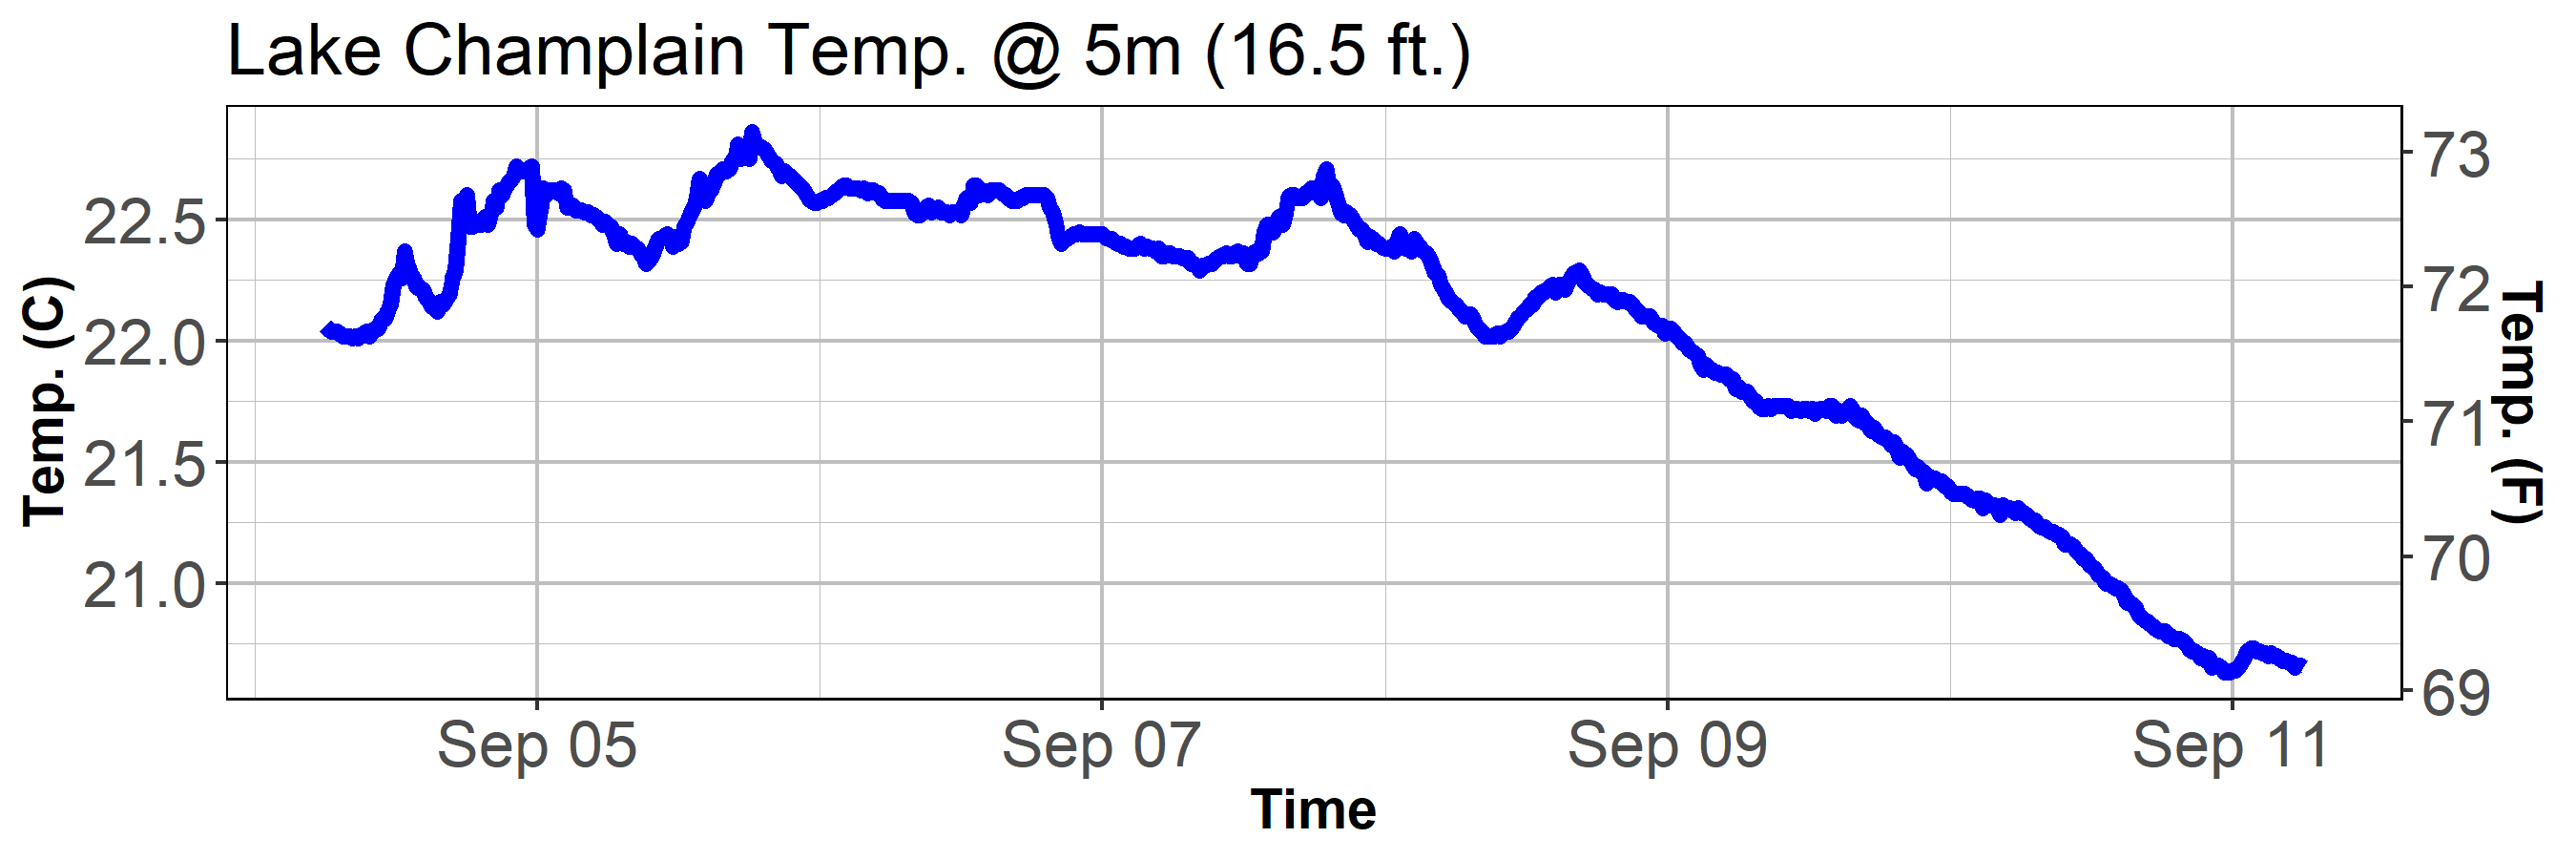 Lake Champlain Temp. @ 5m (16.5 ft.)
Temp. (C)
22.5
22.0
21.5
21.0
73
72
71
70
69
Temp. (F)
Sep 05 Sep 07 Sep 09 Sep 11
Time